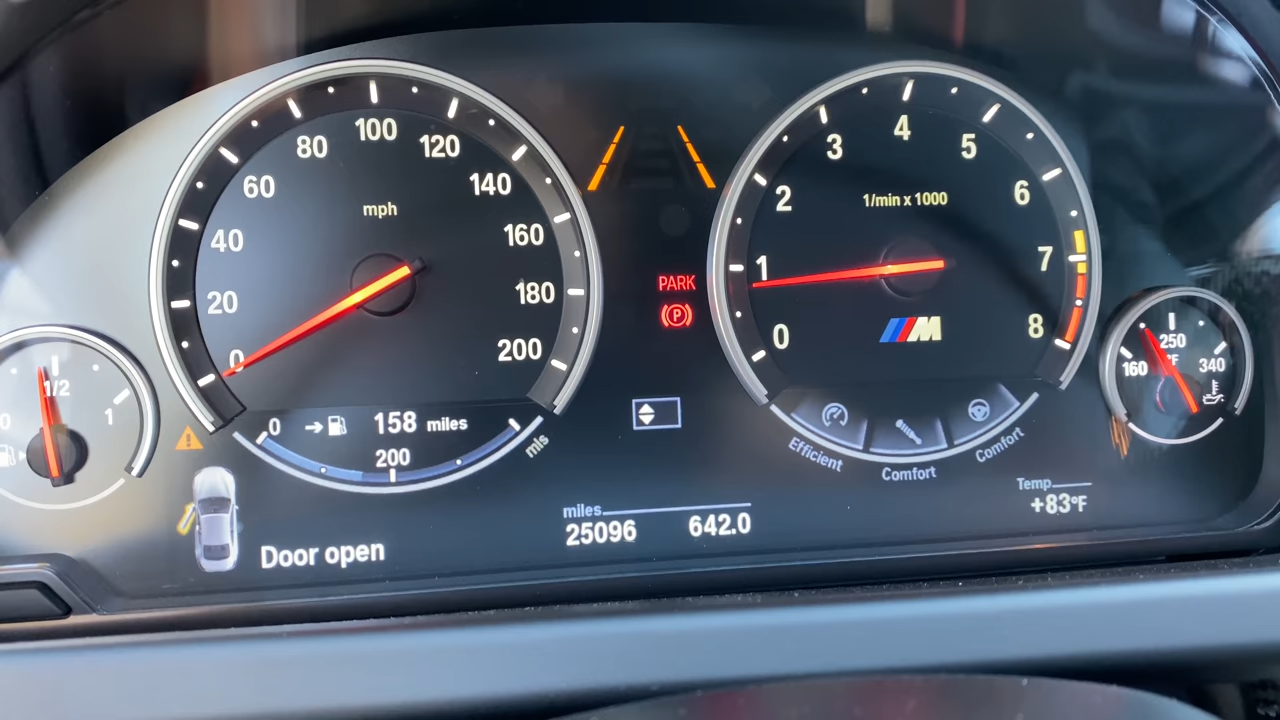 0 20 40 60 80 100 120 140 160 180 200
mph
0 1/2 1
PARK
P
0 1 2 3 4 5 6 7 8
1/min x 1000
M
160 250 340
°F
0 158 miles
200
mls
Efficient
Comfort
Comfort
Door open
miles
25096 642.0
Temp
+83°F